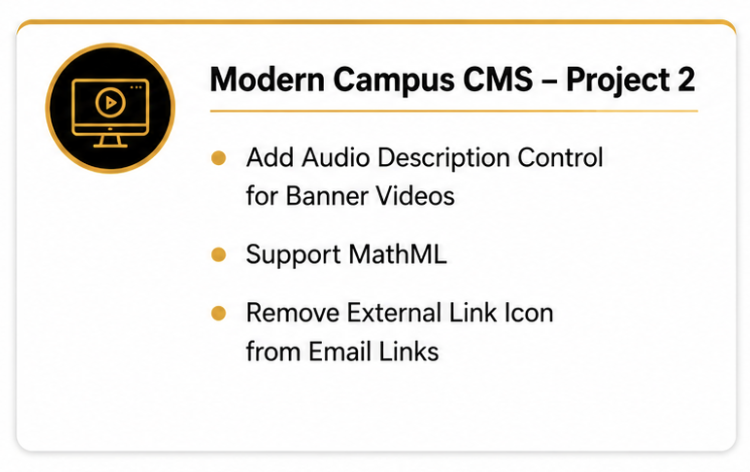 Modern Campus CMS – Project 2
Add Audio Description Control
for Banner Videos
Support MathML
Remove External Link Icon
from Email Links